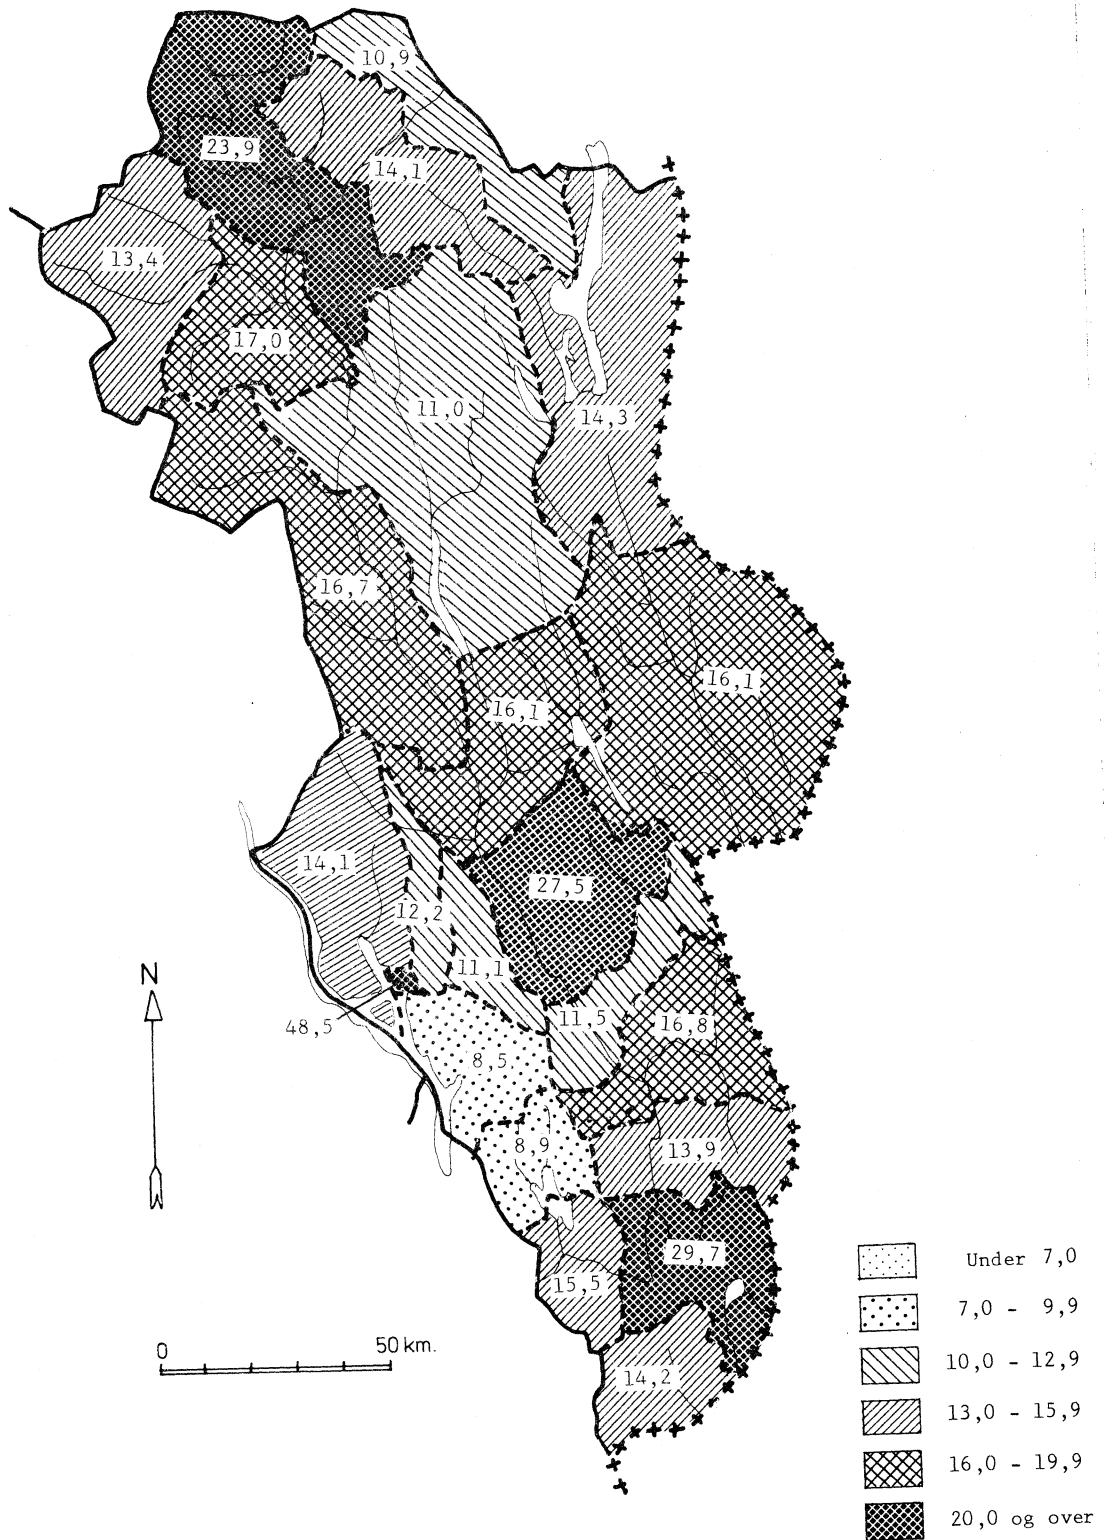 10,9
23,9
14,1
13,4
17,0
11,0
14,3
16,7
16,1
16,1
14,1
27,5
12,2
11,1
N
48,5
11,5
16,8
8,5
8,9
13,9
29,7
15,5
14,2
0 50 km.
Under 7,0
7,0 - 9,9
10,0 - 12,9
13,0 - 15,9
16,0 - 19,9
20,0 og over